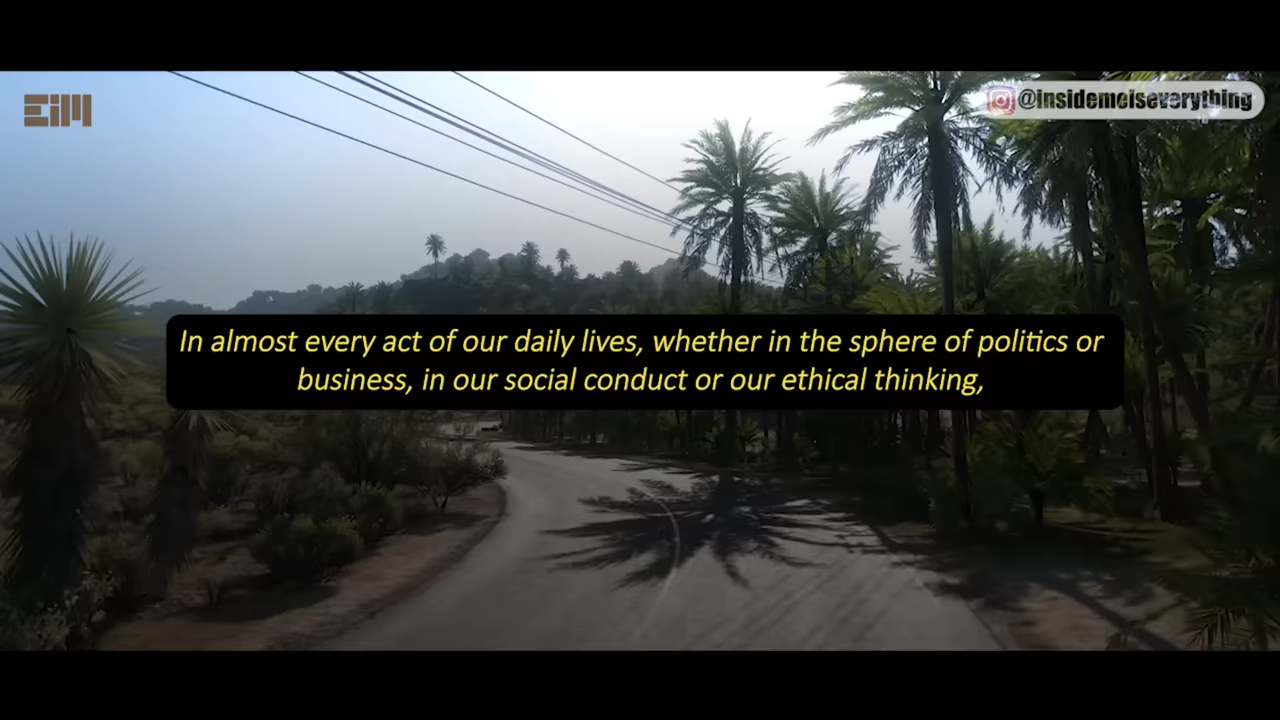 EiM
@insidemeiseverything
In almost every act of our daily lives, whether in the sphere of politics or
business, in our social conduct or our ethical thinking,